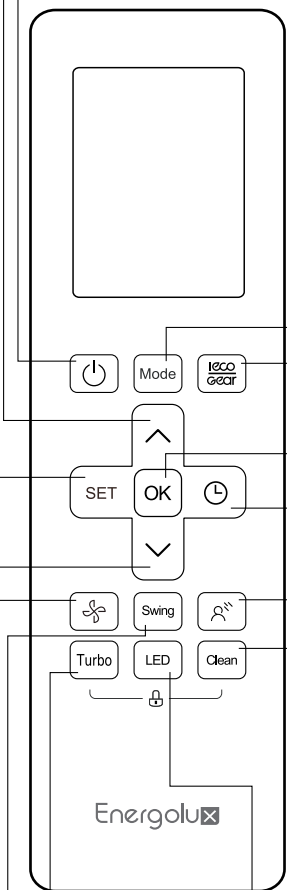 Mode
IECO
Gear
SET
OK
Swing
Turbo
LED
Clean
Energolux